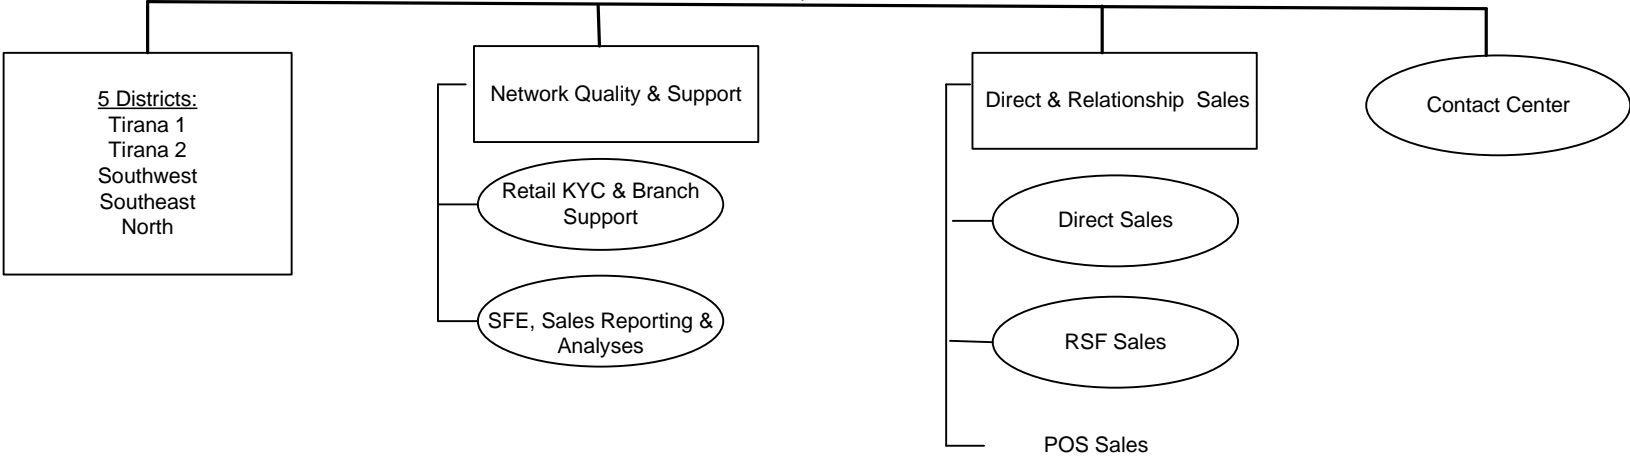 5 Districts:
Tirana 1
Tirana 2
Southwest
Southeast
North
Network Quality & Support
Retail KYC & Branch
Support
SFE, Sales Reporting &
Analyses
Direct & Relationship  Sales
Direct Sales
RSF Sales
POS Sales
Contact Center